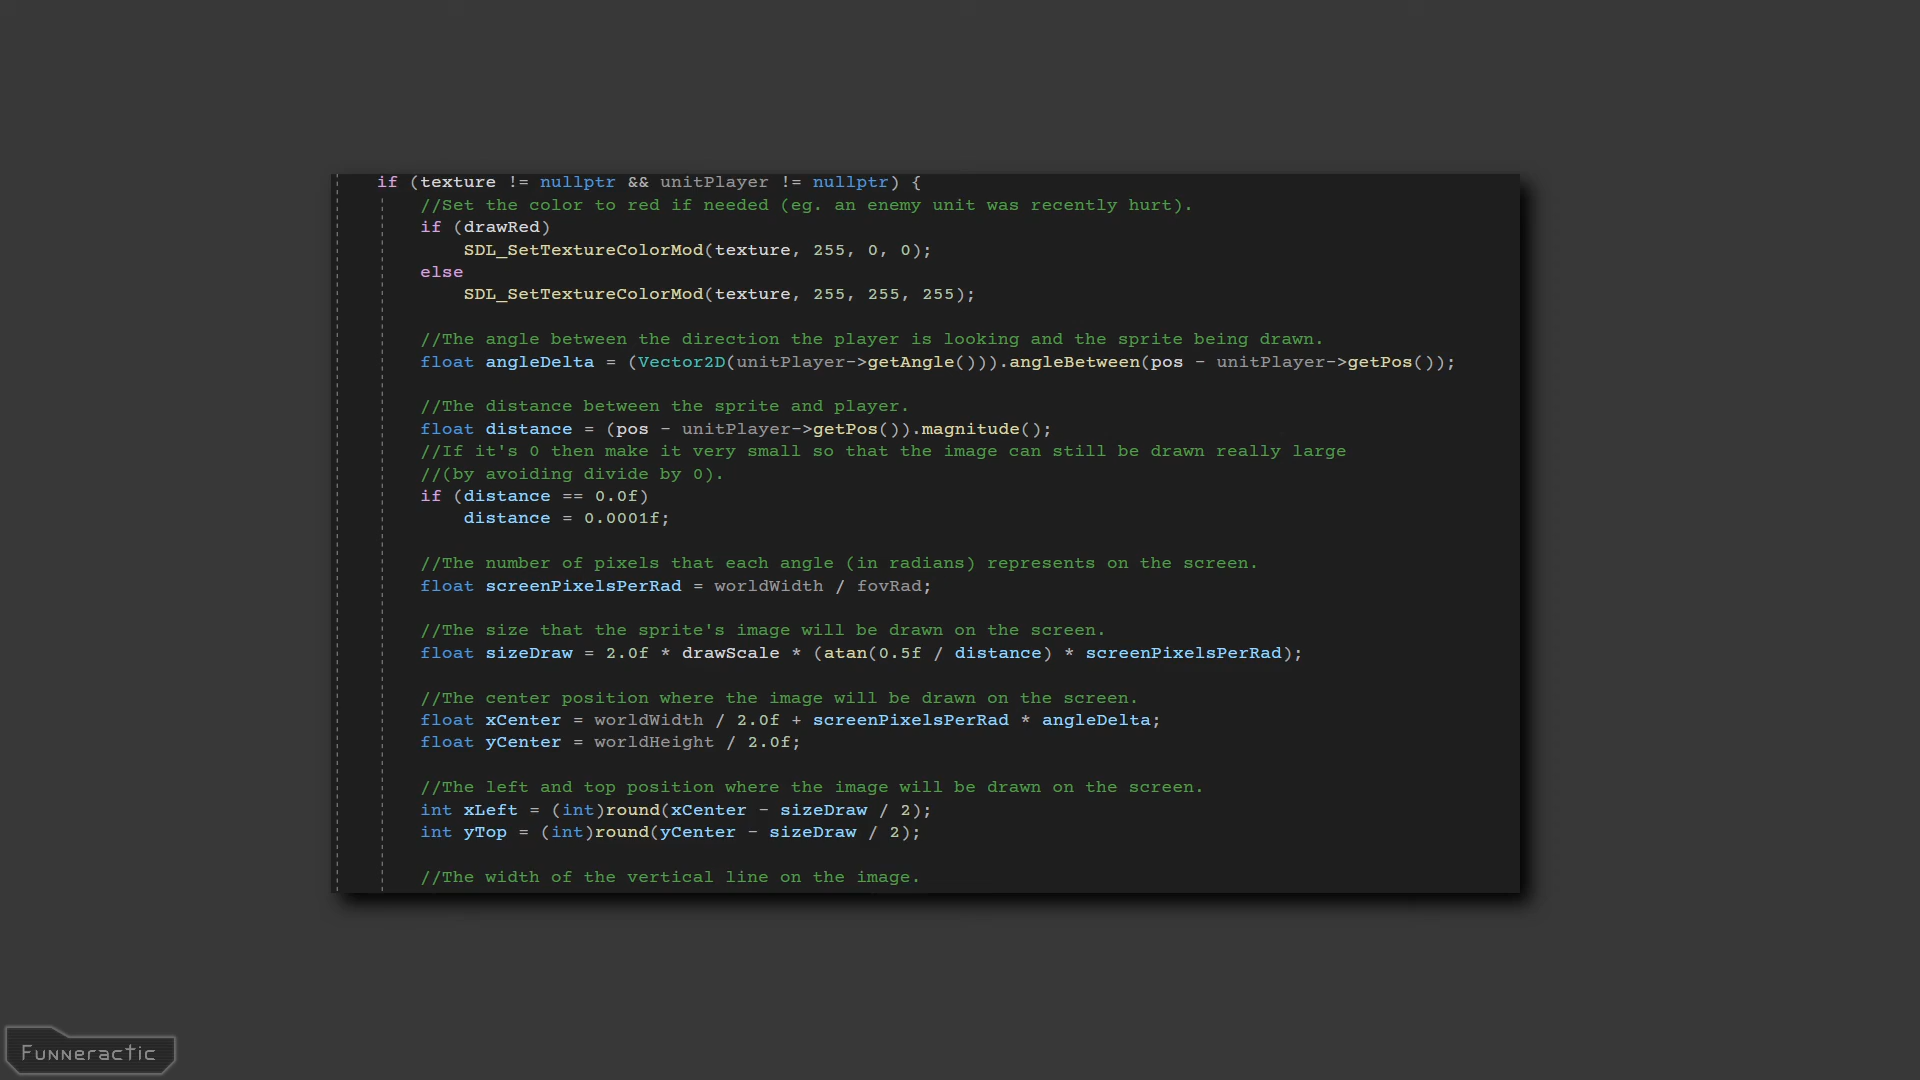 if (texture != nullptr && unitPlayer != nullptr) {
//Set the color to red if needed (eg. an enemy unit was recently hurt).
if (drawRed)
SDL_SetTextureColorMod(texture, 255, 0, 0);
else
SDL_SetTextureColorMod(texture, 255, 255, 255);
//The angle between the direction the player is looking and the sprite being drawn.
float angleDelta = (Vector2D(unitPlayer->getAngle())).angleBetween(pos - unitPlayer->getPos());
//The distance between the sprite and player.
float distance = (pos - unitPlayer->getPos()).magnitude();
//If it's 0 then make it very small so that the image can still be drawn really large
//(by avoiding divide by 0).
if (distance == 0.0f)
distance = 0.0001f;
//The number of pixels that each angle (in radians) represents on the screen.
float screenPixelsPerRad = worldWidth / fovRad;
//The size that the sprite's image will be drawn on the screen.
float sizeDraw = 2.0f * drawScale * (atan(0.5f / distance) * screenPixelsPerRad);
//The center position where the image will be drawn on the screen.
float xCenter = worldWidth / 2.0f + screenPixelsPerRad * angleDelta;
float yCenter = worldHeight / 2.0f;
//The left and top position where the image will be drawn on the screen.
int xLeft = (int)round(xCenter - sizeDraw / 2);
int yTop = (int)round(yCenter - sizeDraw / 2);
//The width of the vertical line on the image.
Funneractic